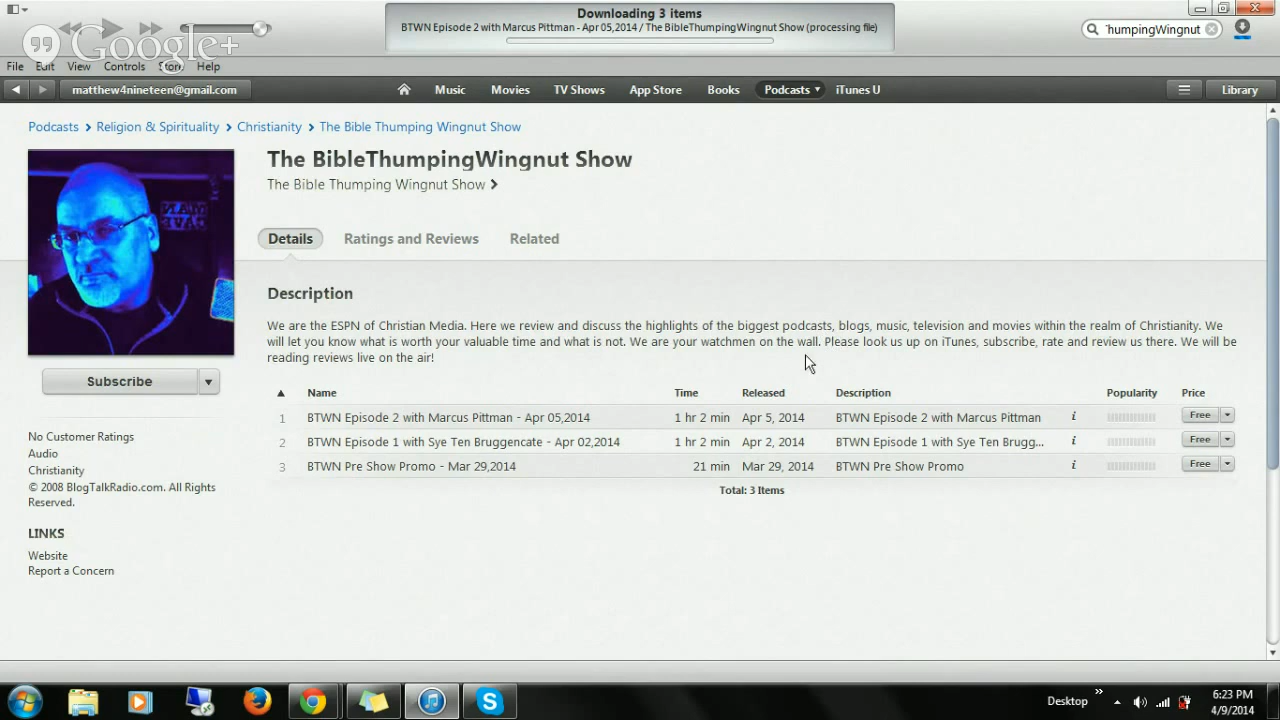 Downloading 3 items
BTWN Episode 2 with Marcus Pittman - Apr 05,2014 / The BibleThumpingWingnut Show (processing file)
Google+
humpingWingnut
File Edit View Controls Store Help
matthew4nineteen@gmail.com Music Movies TV Shows App Store Books Podcasts iTunes U Library
Podcasts Religion & Spirituality Christianity The Bible Thumping Wingnut Show
The BibleThumpingWingnut Show
The Bible Thumping Wingnut Show
Details Ratings and Reviews Related
Description
We are the ESPN of Christian Media. Here we review and discuss the highlights of the biggest podcasts, blogs, music, television and movies within the realm of Christianity. We
will let you know what is worth your valuable time and what is not. We are your watchmen on the wall. Please look us up on iTunes, subscribe, rate and review us there. We will be
reading reviews live on the air!
Subscribe
Name Time Released Description Popularity Price
1 BTWN Episode 2 with Marcus Pittman - Apr 05,2014 1 hr 2 min Apr 5, 2014 BTWN Episode 2 with Marcus Pittman i Free
2 BTWN Episode 1 with Sye Ten Bruggencate - Apr 02,2014 1 hr 2 min Apr 2, 2014 BTWN Episode 1 with Sye Ten Brugg... i Free
3 BTWN Pre Show Promo - Mar 29,2014 21 min Mar 29, 2014 BTWN Pre Show Promo i Free
Total: 3 Items
No Customer Ratings
Audio
Christianity
© 2008 BlogTalkRadio.com. All Rights
Reserved.
LINKS
Website
Report a Concern
Desktop
6:23 PM
4/9/2014